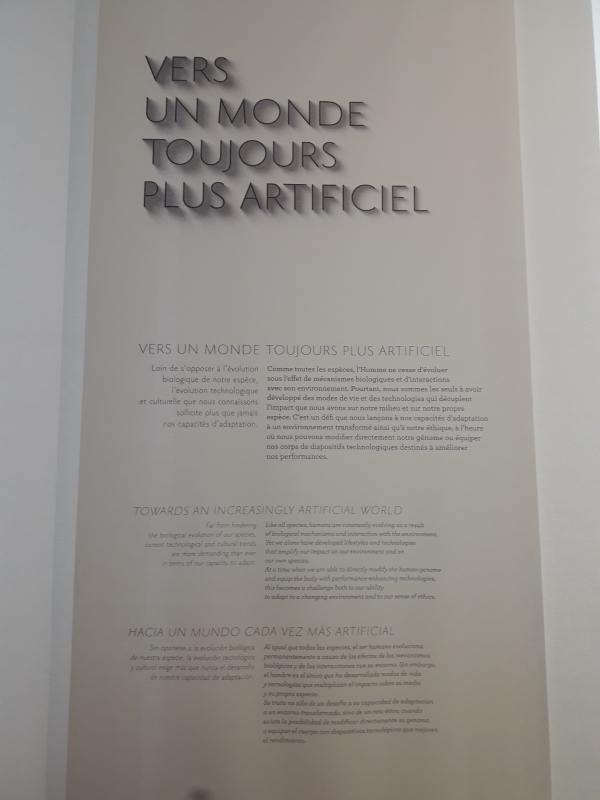 VERS
UN MONDE
TOUJOURS
PLUS ARTIFICIEL
VERS UN MONDE TOUJOURS PLUS ARTIFICIEL
Loin de s'opposer à l'évolution
biologique de notre espèce,
l'évolution technologique
et culturelle que nous connaissons
sollicite plus que jamais
nos capacités d'adaptation.
Comme toutes les espèces, l'Homme ne cesse d'évoluer
sous l'effet de mécanismes biologiques et d'interactions
avec son environnement. Pourtant, nous sommes les seuls à avoir
développé des modes de vie et des technologies qui décuplent
l'impact que nous avons sur notre milieu et sur notre propre
espèce. C'est un défi que nous lançons à nos capacités d'adaptation
à un environnement transformé ainsi qu'à notre éthique, à l'heure
où nous pouvons modifier directement notre génome ou équiper
nos corps de dispositifs technologiques destinés à améliorer
nos performances.
TOWARDS AN INCREASINGLY ARTIFICIAL WORLD
Far from hindering
the biological evolution of our species,
current technological and cultural trends
are more demanding than ever
in terms of our capacity to adapt.
Like all species, humans are constantly evolving as a result
of biological mechanisms and interaction with the environment.
Yet we alone have developed lifestyles and technologies
that amplify our impact on our environment and on
our own species.
At a time when we are able to directly modify the human genome
and equip the body with performance-enhancing technologies,
this becomes a challenge both to our ability
to adapt to a changing environment and to our sense of ethics.
HACIA UN MUNDO CADA VEZ MÁS ARTIFICIAL
Sin oponerse a la evolución biológica
de nuestra especie, la evolución tecnológica
y cultural exige más que nunca el desarrollo
de nuestra capacidad de adaptación.
Al igual que todas las especies, el ser humano evoluciona
permanentemente a causa de los efectos de los mecanismos
biológicos y de las interacciones con su entorno. Sin embargo,
el hombre es el único que ha desarrollado modos de vida
y tecnologías que multiplican el impacto sobre su medio
y su propia especie.
Se trata no sólo de un desafío a su capacidad de adaptación
a un entorno transformado, sino de un reto ético, cuando
existe la posibilidad de modificar directamente su genoma
o equipar el cuerpo con dispositivos tecnológicos que mejoren
el rendimiento.